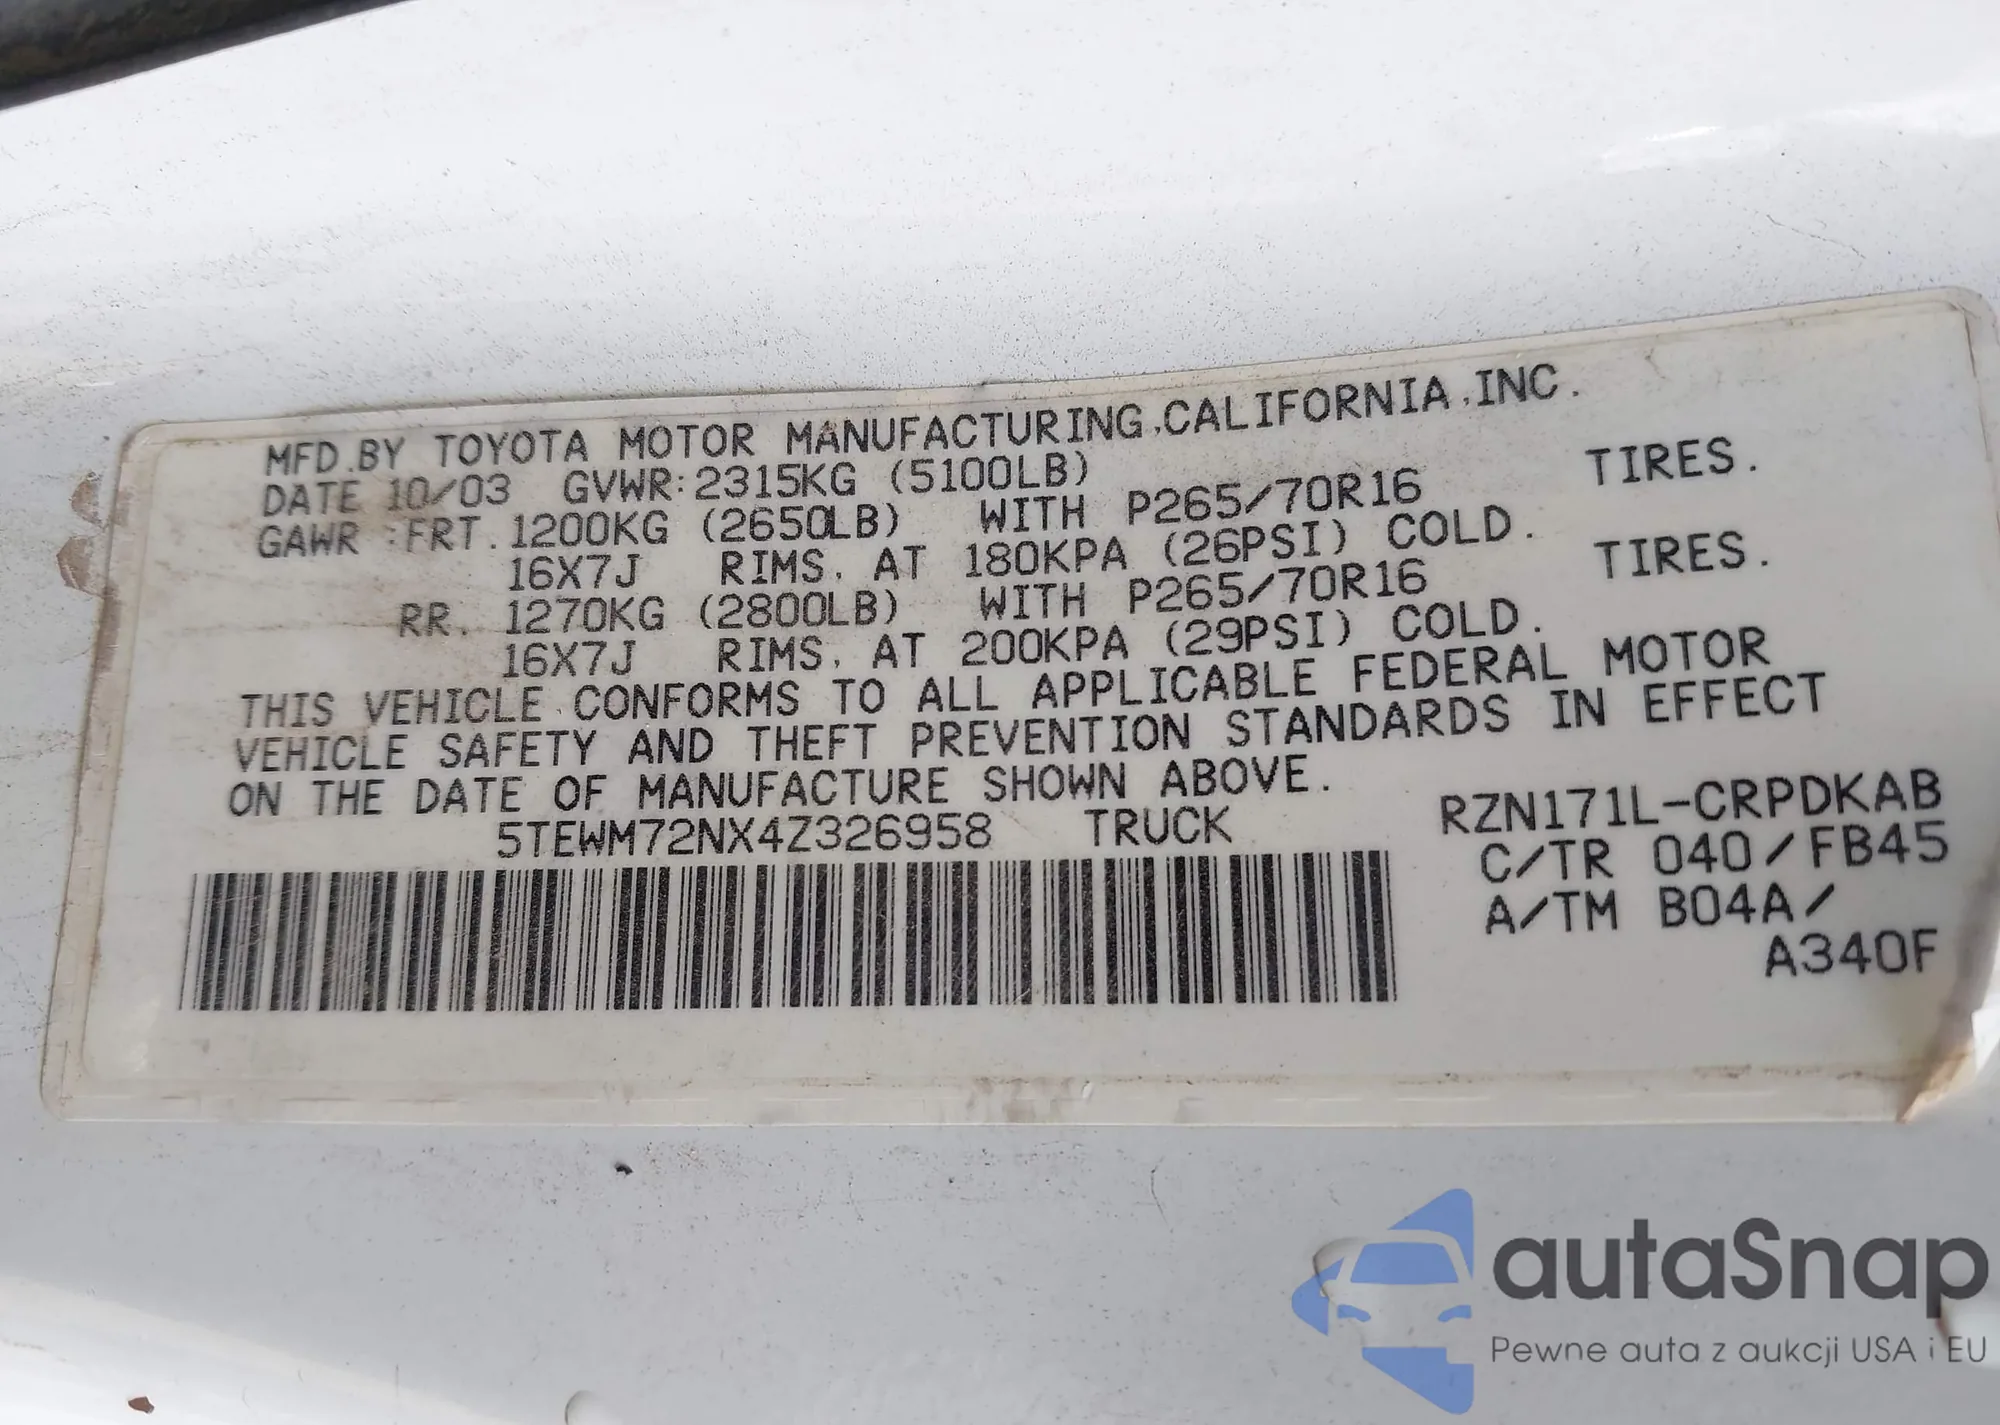 MFD.BY TOYOTA MOTOR MANUFACTURING,CALIFORNIA,INC.
DATE 10/03 GVWR:2315KG (5100LB)
GAWR :FRT. 1200KG (2650LB) WITH P265/70R16 TIRES.
16X7J RIMS, AT 180KPA (26PSI) COLD.
RR. 1270KG (2800LB) WITH P265/70R16 TIRES.
16X7J RIMS, AT 200KPA (29PSI) COLD.
THIS VEHICLE CONFORMS TO ALL APPLICABLE FEDERAL MOTOR
VEHICLE SAFETY AND THEFT PREVENTION STANDARDS IN EFFECT
ON THE DATE OF MANUFACTURE SHOWN ABOVE.
5TEWM72NX4Z326958 TRUCK
RZN171L-CRPDKAB
C/TR 040/FB45
A/TM B04A/
A340F
autaSnap
Pewne auta z aukcji USA i EU